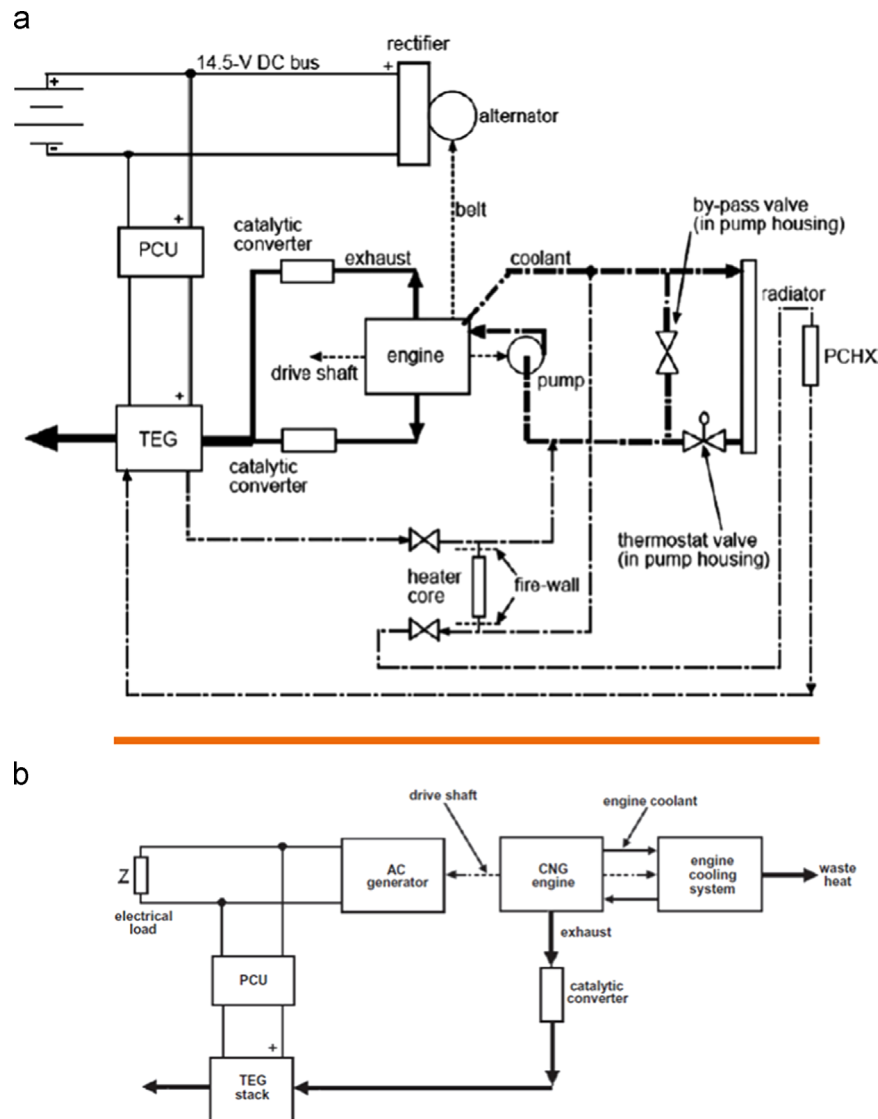 a
rectifier
14.5-V DC bus
+
+
-
alternator
belt
by-pass valve
(in pump housing)
catalytic
converter
exhaust
coolant
+
PCU
radiator
PCHX
engine
drive shaft
pump
+
TEG
catalytic
converter
thermostat valve
(in pump housing)
heater
core
fire-wall
b
drive shaft
engine coolant
Z
electrical
load
AC
generator
CNG
engine
engine
cooling
system
waste
heat
exhaust
PCU
catalytic
converter
+
TEG
stack